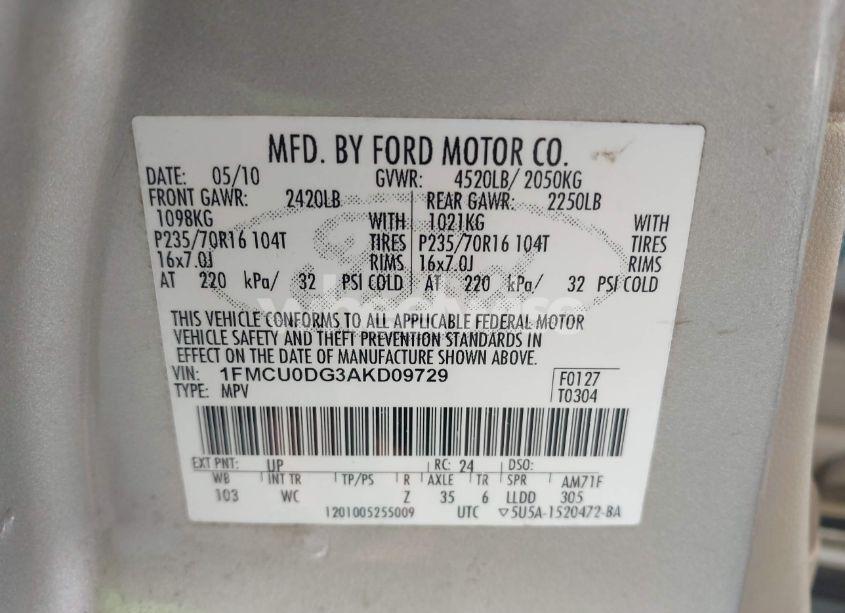 MFD. BY FORD MOTOR CO.
DATE: 05/10 GVWR: 4520LB/ 2050KG
FRONT GAWR: 2420LB REAR GAWR: 2250LB
1098KG WITH 1021KG WITH
P235/70R16 104T TIRES P235/70R16 104T TIRES
16x7.0J RIMS 16x7.0J RIMS
AT 220 kPa/ 32 PSI COLD AT 220 kPa/ 32 PSI COLD
THIS VEHICLE CONFORMS TO ALL APPLICABLE FEDERAL MOTOR
VEHICLE SAFETY AND THEFT PREVENTION STANDARDS IN
EFFECT ON THE DATE OF MANUFACTURE SHOWN ABOVE.
VIN: 1FMCU0DG3AKD09729 F0127
TYPE: MPV T0304
EXT PNT: UP RC: 24 DSO:
WB INT TR TP/PS R AXLE TR SPR AM71F
103 WC Z 35 6 LLDD 305
1201005255009 UTC ▽5U5A-1520472-BA